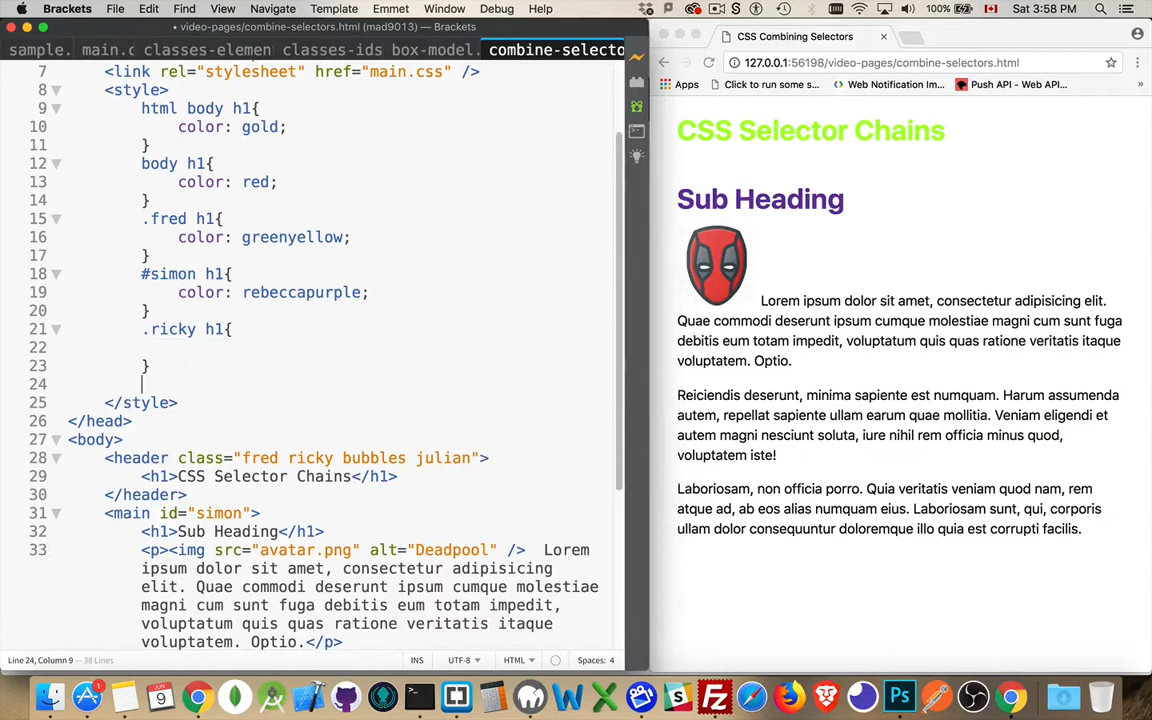 Brackets File Edit Find View Navigate Template Emmet Window Debug Help 100% Sat 3:58 PM
• video-pages/combine-selectors.html (mad9013) — Brackets
sample. main.c classes-elemen classes-ids box-model. combine-selecto
CSS Combining Selectors
127.0.0.1:56198/video-pages/combine-selectors.html
Apps Click to run some s... Web Notification Im... Push API - Web API... »
7 <link rel="stylesheet" href="main.css" />
8 <style>
9 html body h1{
10 color: gold;
11 }
12 body h1{
13 color: red;
14 }
15 .fred h1{
16 color: greenyellow;
17 }
18 #simon h1{
19 color: rebeccapurple;
20 }
21 .ricky h1{
22
23 }
24
25 </style>
26 </head>
27 <body>
28 <header class="fred ricky bubbles julian">
29 <h1>CSS Selector Chains</h1>
30 </header>
31 <main id="simon">
32 <h1>Sub Heading</h1>
33 <p><img src="avatar.png" alt="Deadpool" /> Lorem
ipsum dolor sit amet, consectetur adipisicing
elit. Quae commodi deserunt ipsum cumque molestiae
magni cum sunt fuga debitis eum totam impedit,
voluptatum quis quas ratione veritatis itaque
voluptatem. Optio.</p>
Line 24, Column 9 — 38 Lines INS UTF-8 HTML Spaces: 4
CSS Selector Chains
Sub Heading
Lorem ipsum dolor sit amet, consectetur adipisicing elit.
Quae commodi deserunt ipsum cumque molestiae magni cum sunt fuga
debitis eum totam impedit, voluptatum quis quas ratione veritatis itaque
voluptatem. Optio.
Reiciendis deserunt, minima sapiente est numquam. Harum assumenda
autem, repellat sapiente ullam earum quae mollitia. Veniam eligendi et
autem magni nesciunt soluta, iure nihil rem officia minus quod,
voluptatem iste!
Laboriosam, non officia porro. Quia veritatis veniam quod nam, rem
atque ad, ab eos alias numquam eius. Laboriosam sunt, qui, corporis
ullam dolor consequuntur doloremque illo quia est corrupti facilis.
1 JUN 9 Ps